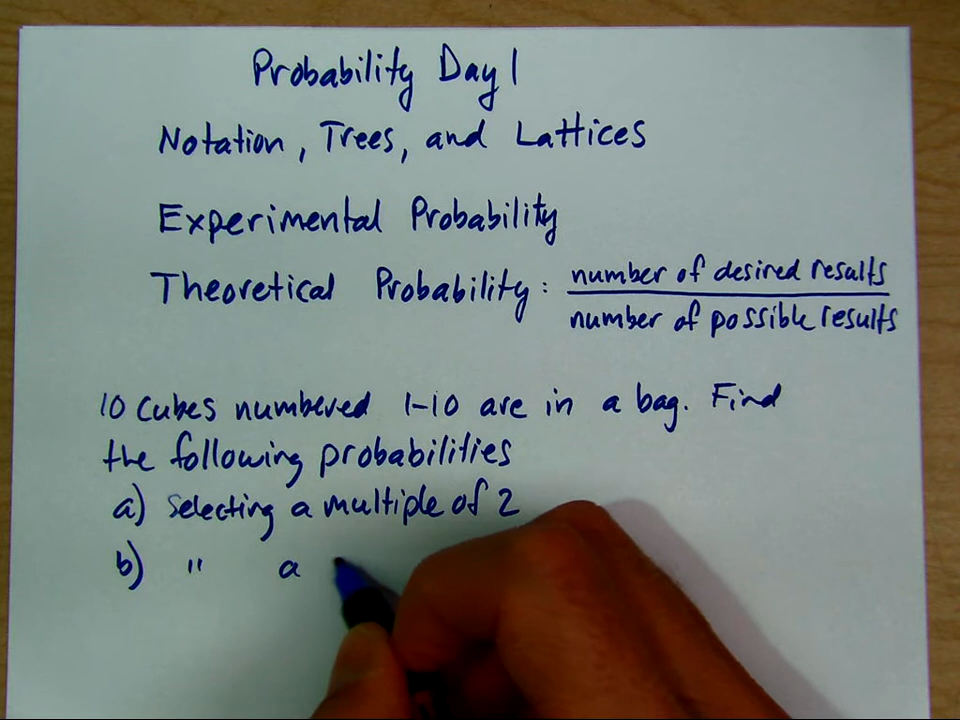 Probability Day 1
Notation, Trees, and Lattices
Experimental Probability
Theoretical Probability: number of desired results
number of possible results
10 cubes numbered 1-10 are in a bag. Find
the following probabilities
a) Selecting a multiple of 2
b) " a